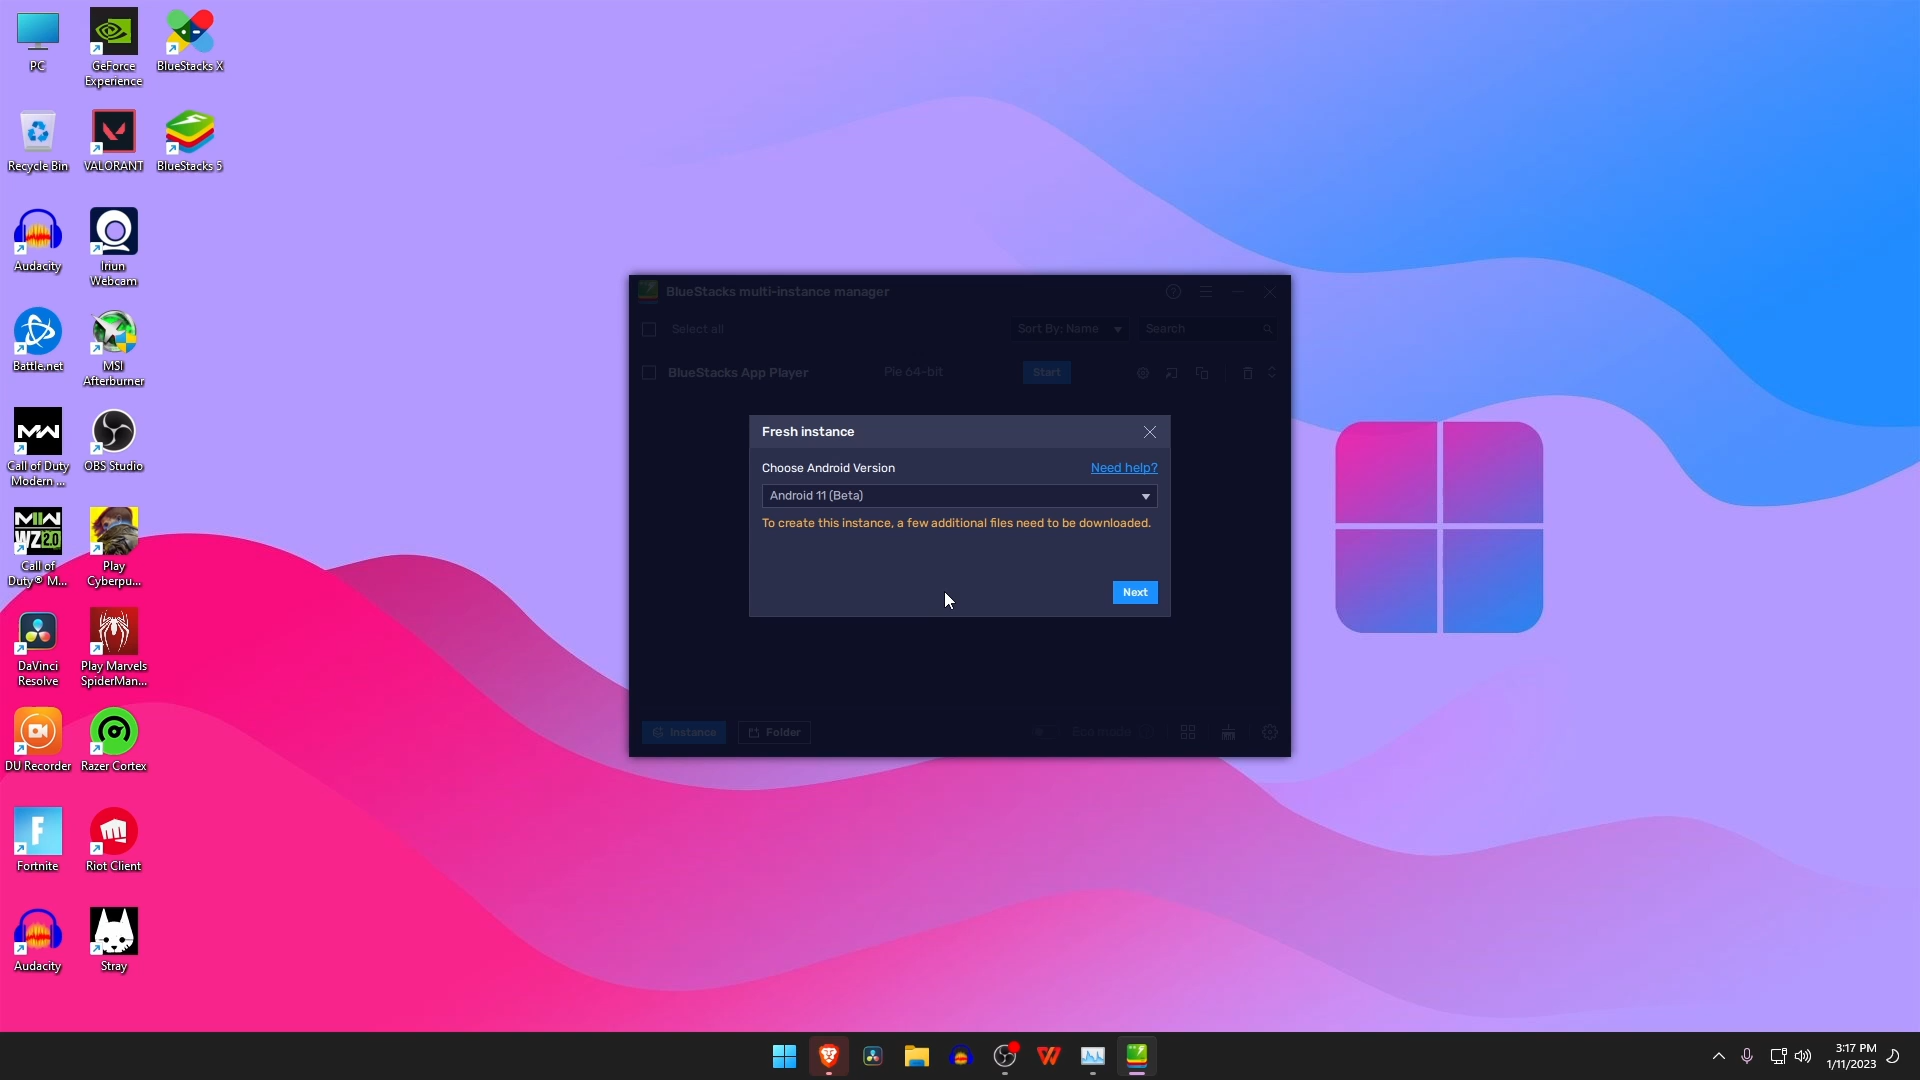 PC
GeForce
Experience
BlueStacks X
Recycle Bin
VALORANT
BlueStacks 5
Audacity
Iriun
Webcam
Battle.net
MSI
Afterburner
Call of Duty
Modern ...
OBS Studio
MW
WZ 2.0
Call of
Duty® M...
Play
Cyberpu...
DaVinci
Resolve
Play Marvels
SpiderMan...
DU Recorder
Razer Cortex
Fortnite
Riot Client
Audacity
Stray
BlueStacks multi-instance manager
Select all
Sort By: Name
Search
BlueStacks App Player
Pie 64-bit
Start
Fresh instance
Choose Android Version
Need help?
Android 11 (Beta)
To create this instance, a few additional files need to be downloaded.
Next
Instance
Folder
Eco mode
3:17 PM
1/11/2023